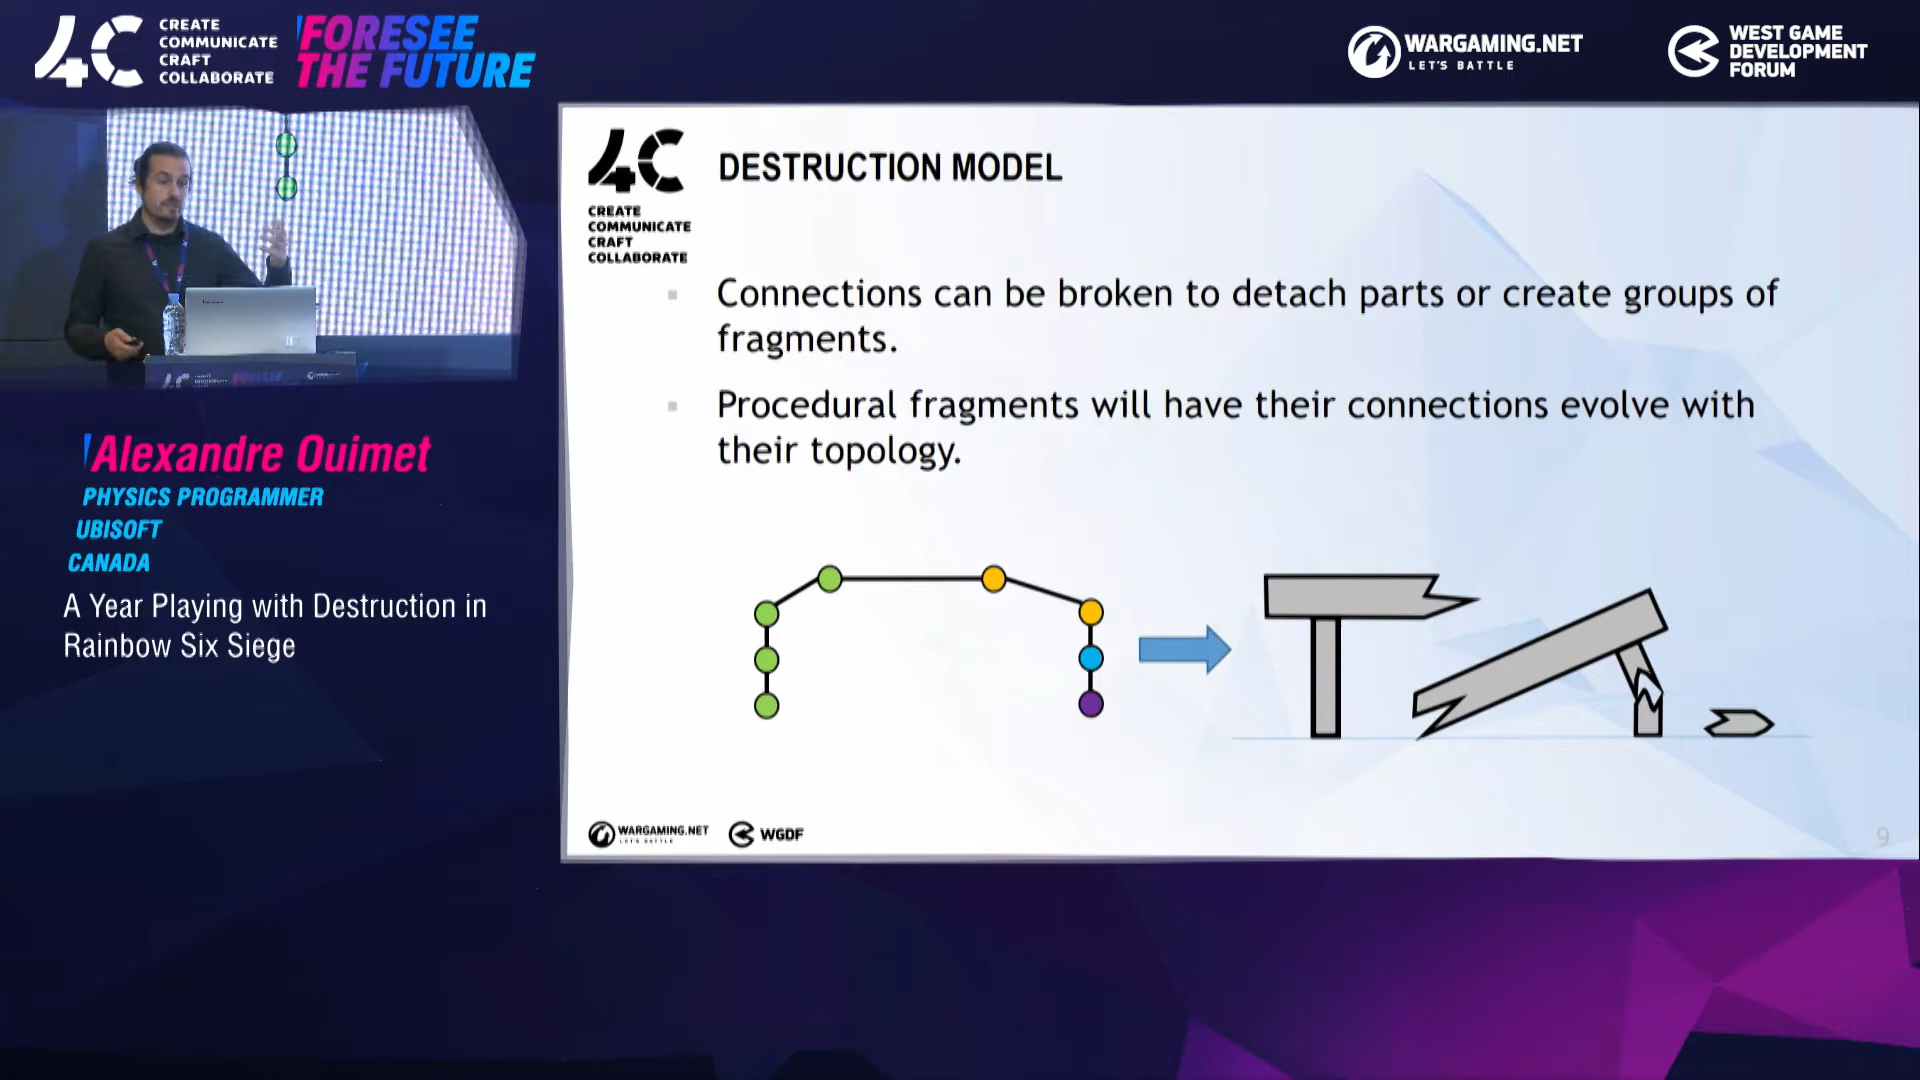 4C
CREATE
COMMUNICATE
CRAFT
COLLABORATE
FORESEE
THE FUTURE
WARGAMING.NET
LET'S BATTLE
WEST GAME
DEVELOPMENT
FORUM
4C
CREATE
COMMUNICATE
CRAFT
COLLABORATE
DESTRUCTION MODEL
Connections can be broken to detach parts or create groups of
fragments.
Procedural fragments will have their connections evolve with
their topology.
Alexandre Ouimet
PHYSICS PROGRAMMER
UBISOFT
CANADA
A Year Playing with Destruction in
Rainbow Six Siege
WARGAMING.NET
LET'S BATTLE
WGDF
9